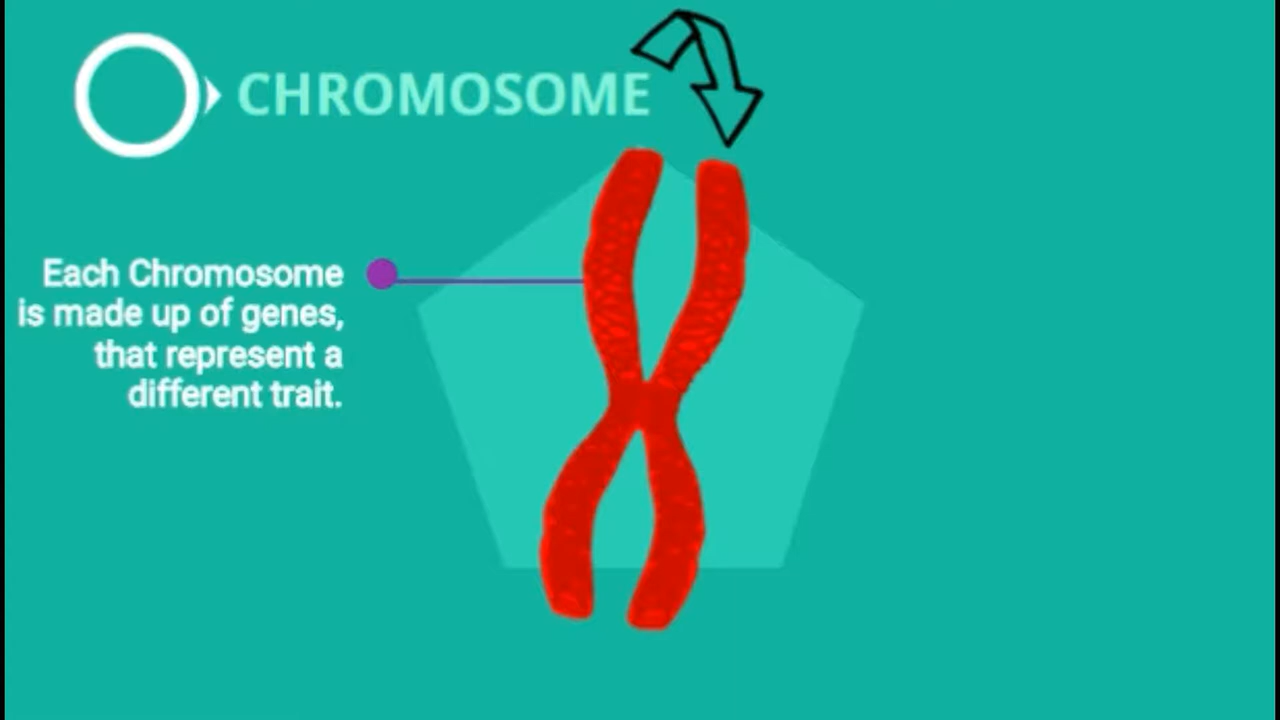 CHROMOSOME
Each Chromosome
is made up of genes,
that represent a
different trait.